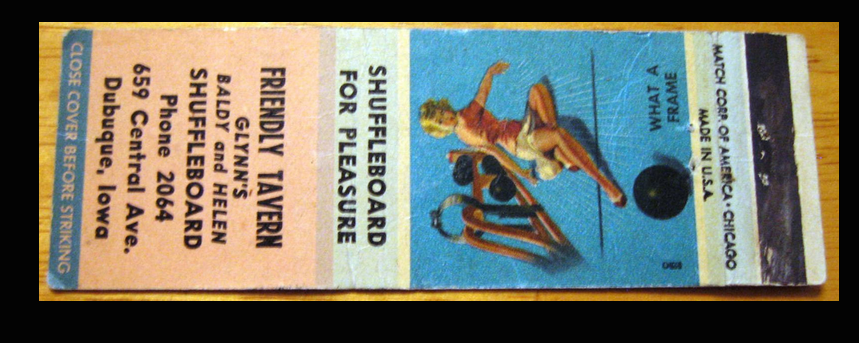 MATCH CORP. OF AMERICA • CHICAGO
MADE IN U.S.A.
WHAT A
FRAME
SHUFFLEBOARD
FOR PLEASURE
FRIENDLY TAVERN
GLYNN'S
BALDY and HELEN
SHUFFLEBOARD
Phone 2064
659 Central Ave.
Dubuque, Iowa
CLOSE COVER BEFORE STRIKING